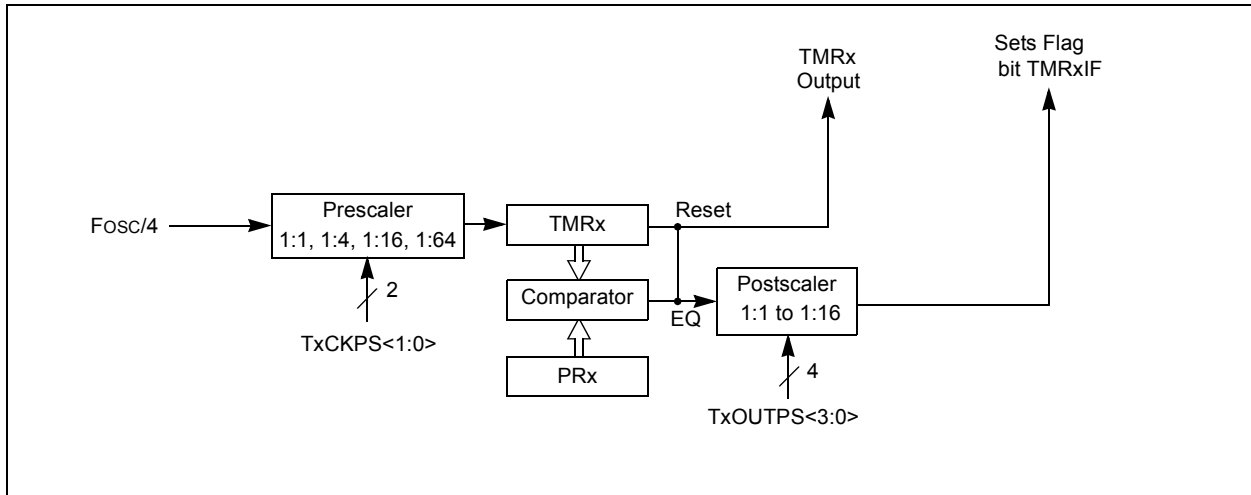 TMRx
Output
Sets Flag
bit TMRxIF
FOSC/4
Prescaler
1:1, 1:4, 1:16, 1:64
2
TxCKPS<1:0>
TMRx
Reset
Comparator
EQ
PRx
Postscaler
1:1 to 1:16
4
TxOUTPS<3:0>